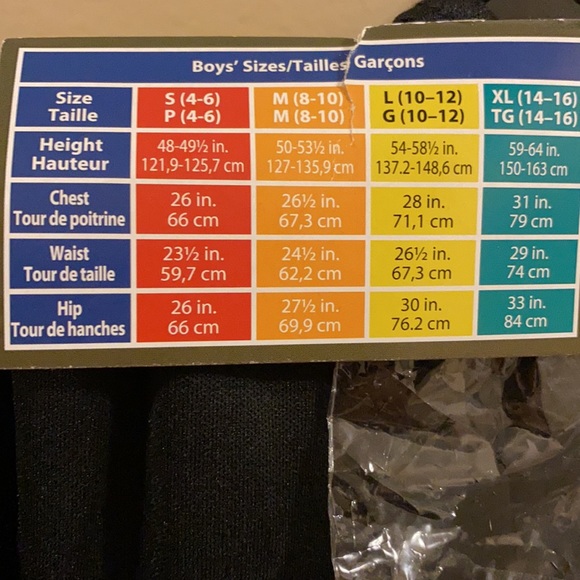 Boys' Sizes/Tailles Garçons
Size S (4-6) M (8-10) L (10–12) XL (14–16)
Taille P (4-6) M (8-10) G (10–12) TG (14–16)
Height 48-49½ in. 50-53½ in. 54-58½ in. 59-64 in.
Hauteur 121,9-125,7 cm 127-135,9 cm 137.2-148,6 cm 150-163 cm
Chest 26 in. 26½ in. 28 in. 31 in.
Tour de poitrine 66 cm 67,3 cm 71,1 cm 79 cm
Waist 23½ in. 24½ in. 26½ in. 29 in.
Tour de taille 59,7 cm 62,2 cm 67,3 cm 74 cm
Hip 26 in. 27½ in. 30 in. 33 in.
Tour de hanches 66 cm 69,9 cm 76.2 cm 84 cm